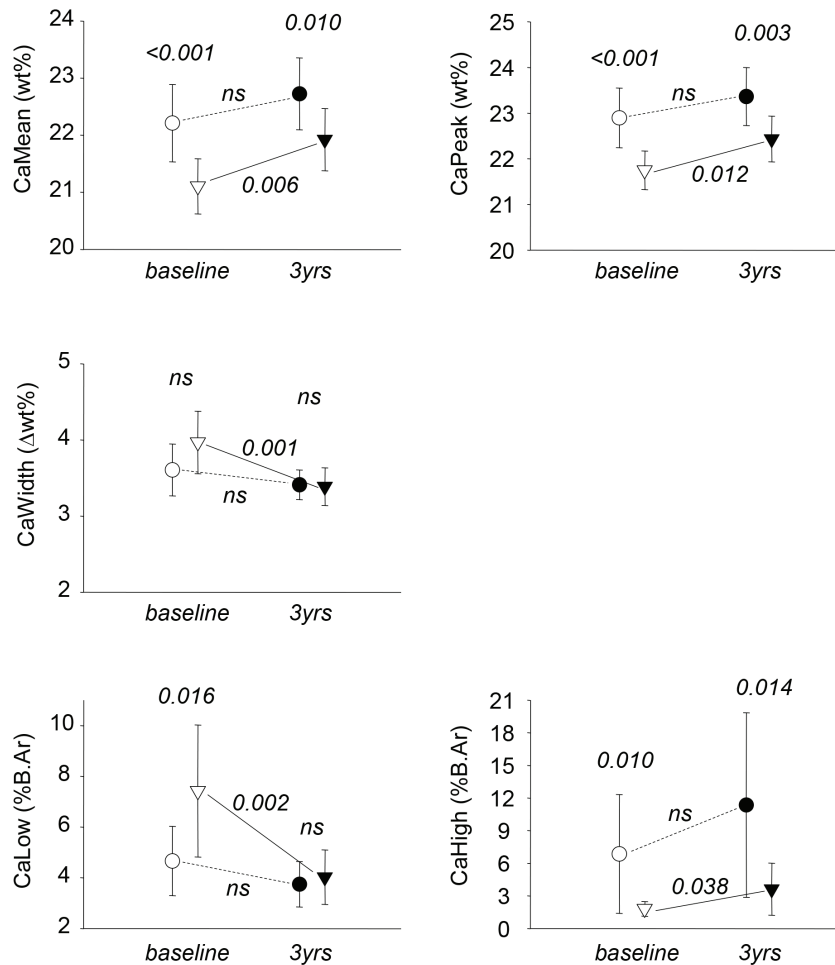 CaMean (wt%)
24
23
22
21
20
<0.001
0.010
ns
0.006
baseline 3yrs
CaPeak (wt%)
25
24
23
22
21
20
<0.001
0.003
ns
0.012
baseline 3yrs
CaWidth (Δwt%)
5
4
3
2
ns
ns
0.001
ns
baseline 3yrs
CaLow (%B.Ar)
10
8
6
4
2
0.016
0.002
ns
ns
baseline 3yrs
CaHigh (%B.Ar)
21
18
15
12
9
6
3
0
0.014
0.010
ns
0.038
baseline 3yrs